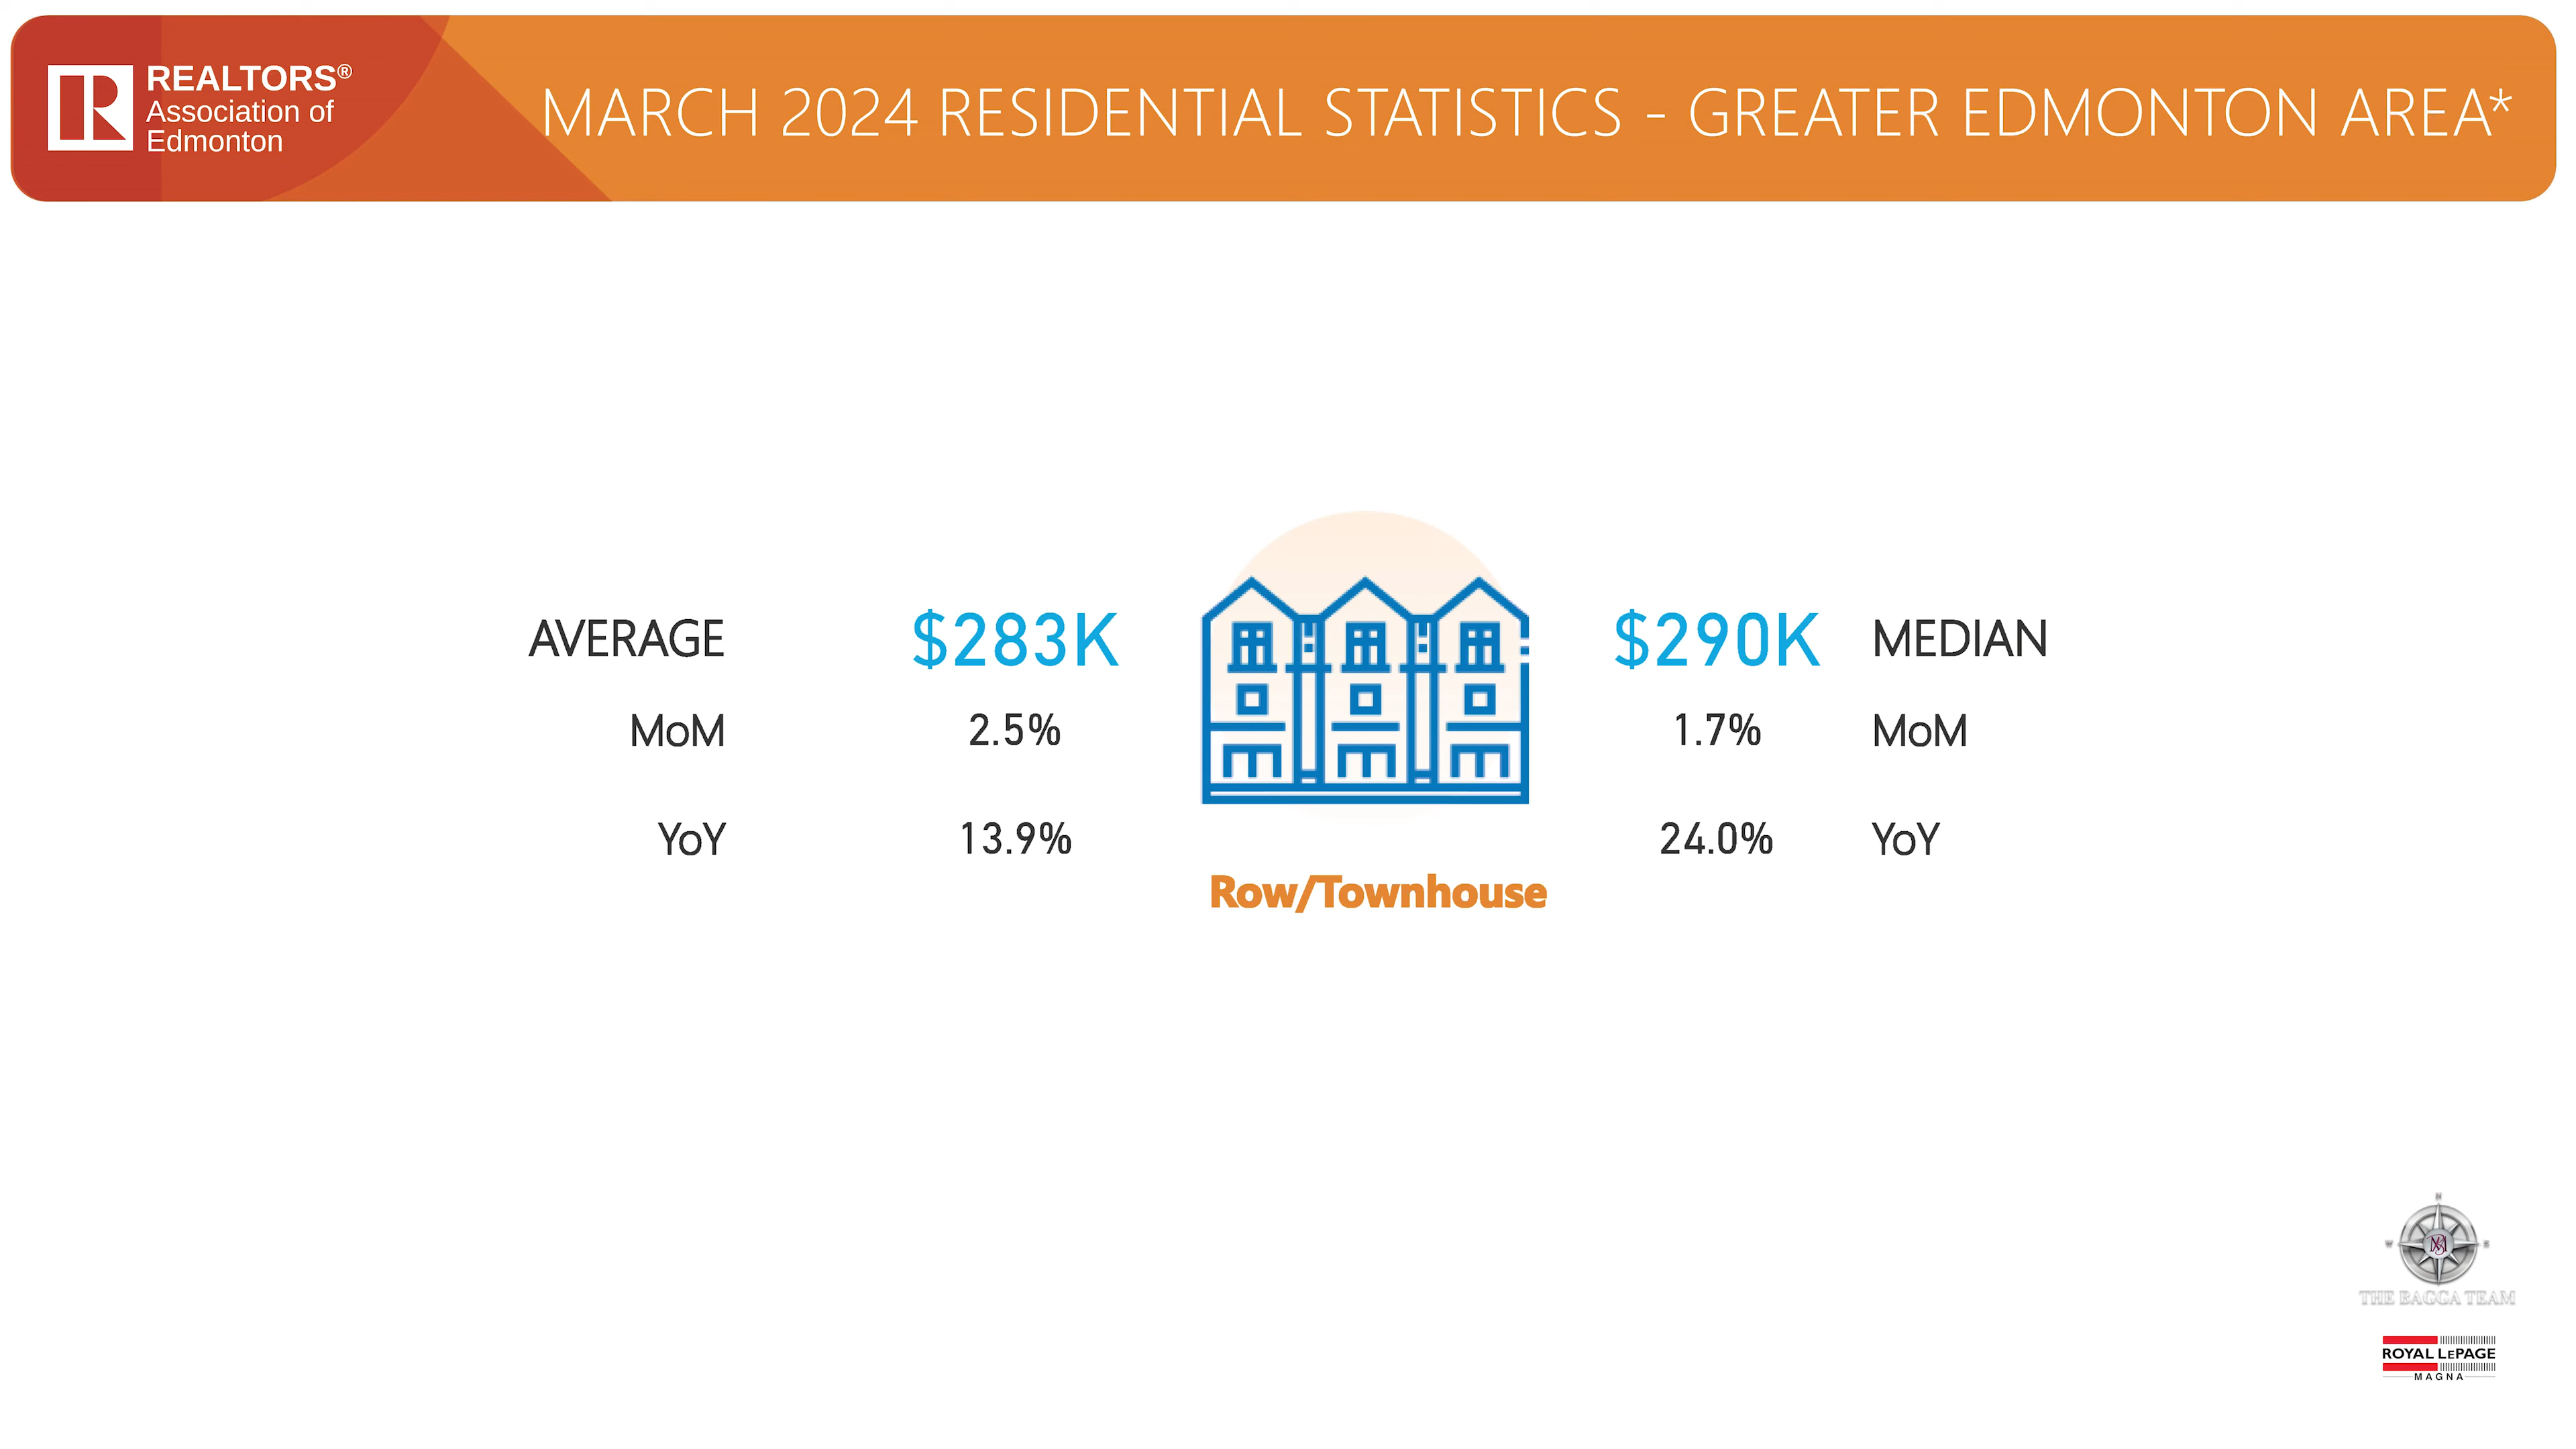 REALTORS®
Association of
Edmonton
MARCH 2024 RESIDENTIAL STATISTICS - GREATER EDMONTON AREA*
AVERAGE $283K $290K MEDIAN
MoM 2.5% 1.7% MoM
YoY 13.9% 24.0% YoY
Row/Townhouse
N
W
THE BAGGA TEAM
ROYAL LEPAGE
MAGNA